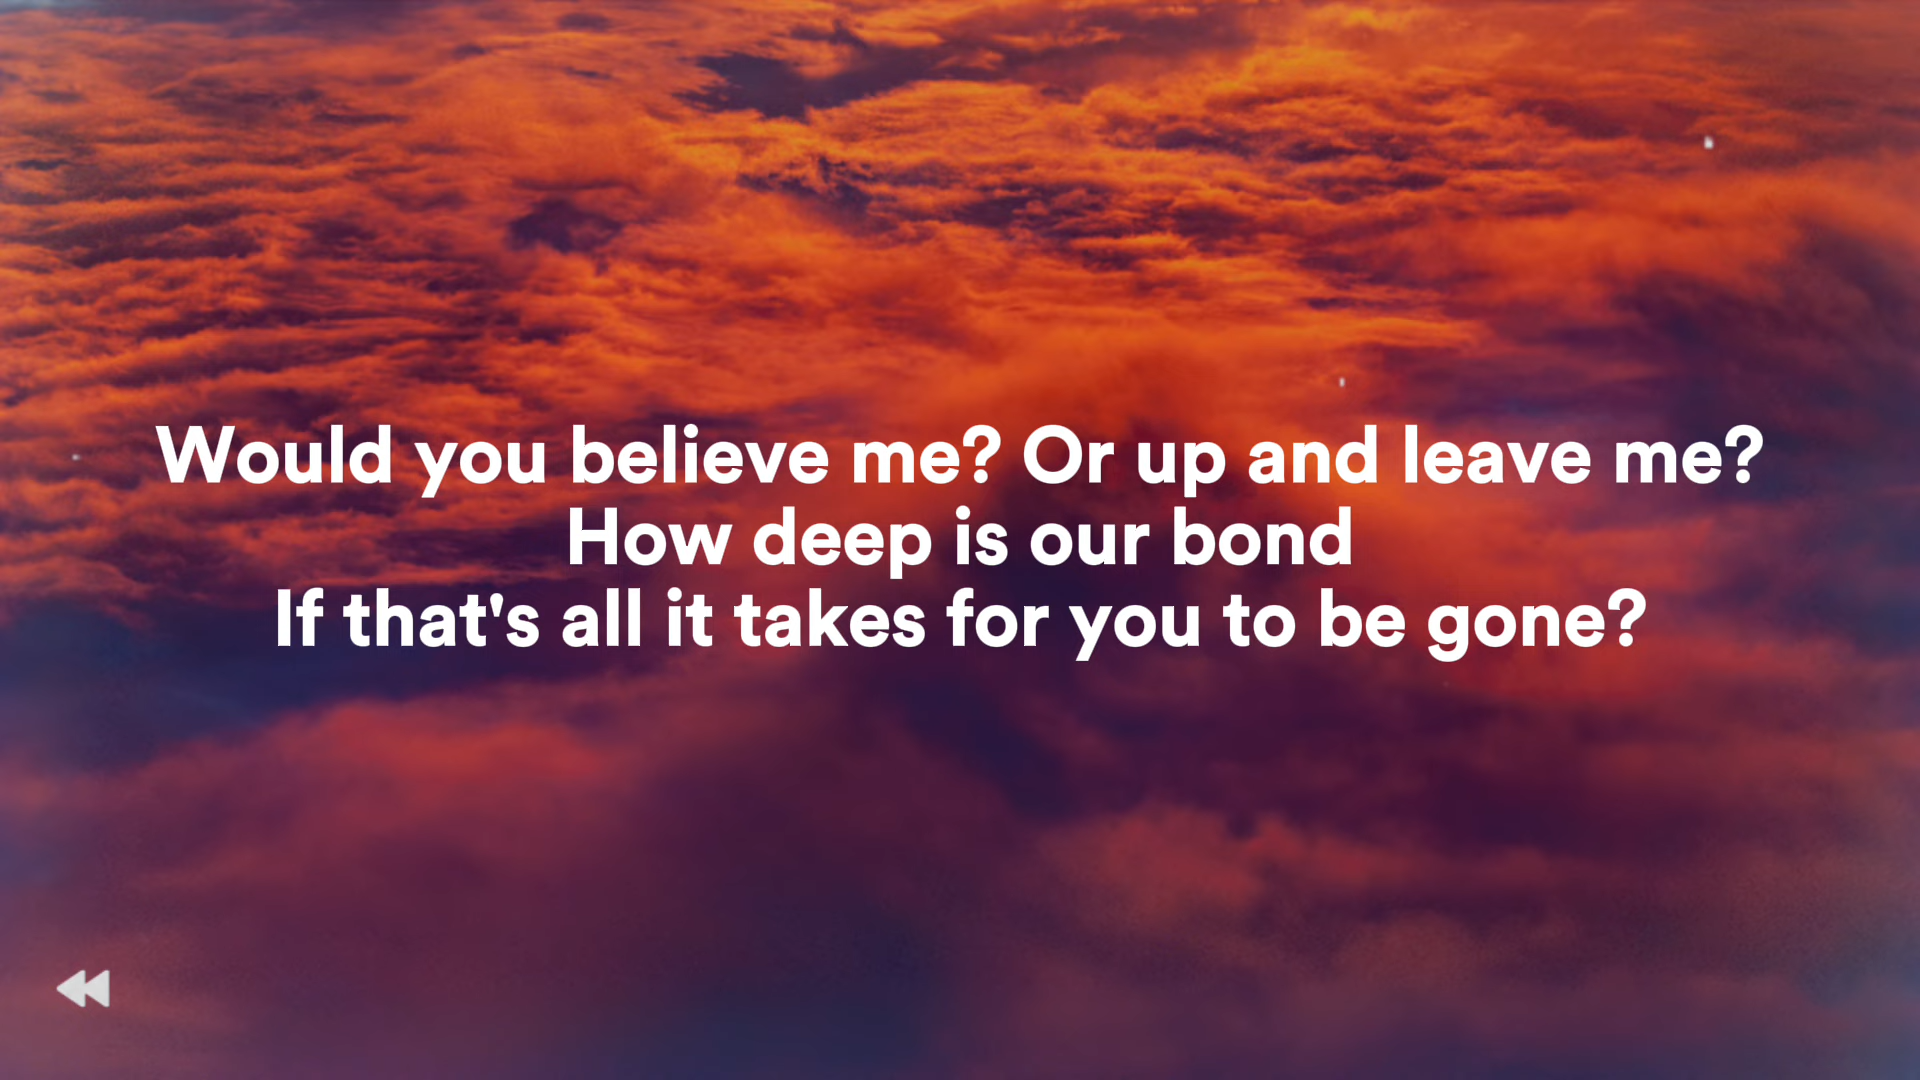 Would you believe me? Or up and leave me?
How deep is our bond
If that's all it takes for you to be gone?